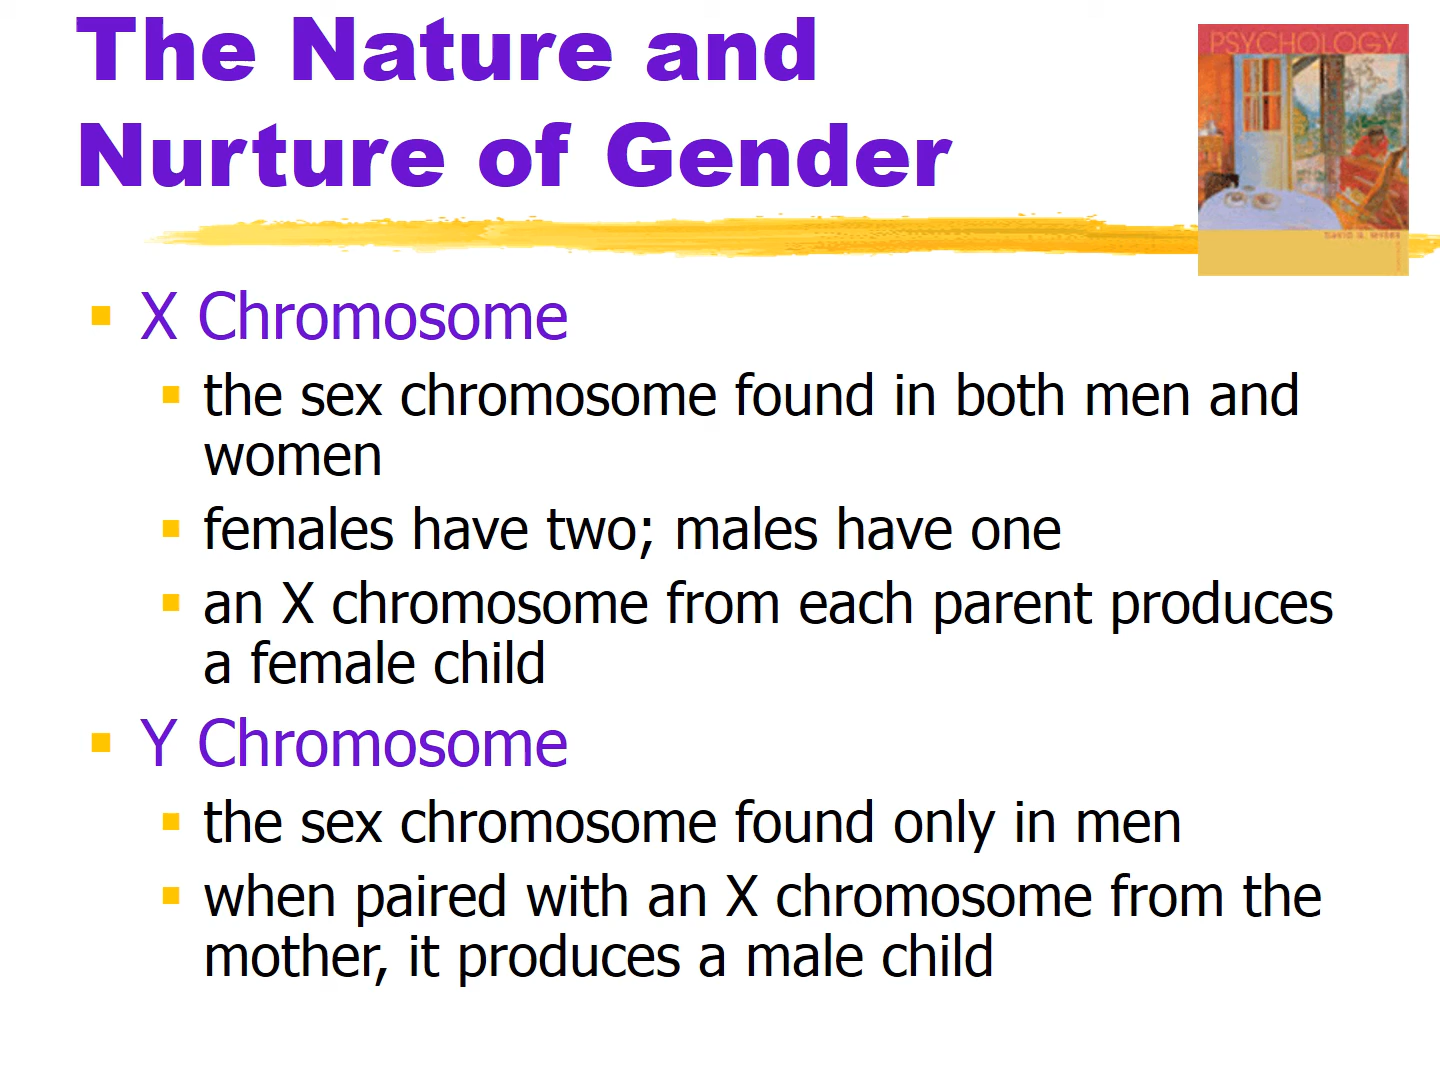 The Nature and
Nurture of Gender
PSYCHOLOGY
DAVID G. MYERS
X Chromosome
the sex chromosome found in both men and
women
females have two; males have one
an X chromosome from each parent produces
a female child
Y Chromosome
the sex chromosome found only in men
when paired with an X chromosome from the
mother, it produces a male child